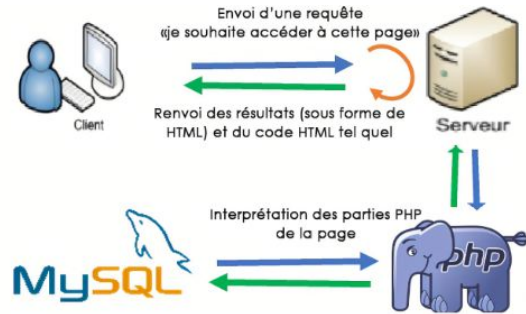 Envoi d'une requête
«je souhaite accéder à cette page»
Client
Renvoi des résultats (sous forme de
HTML) et du code HTML tel quel
Serveur
Interprétation des parties PHP
de la page
MySQL
php